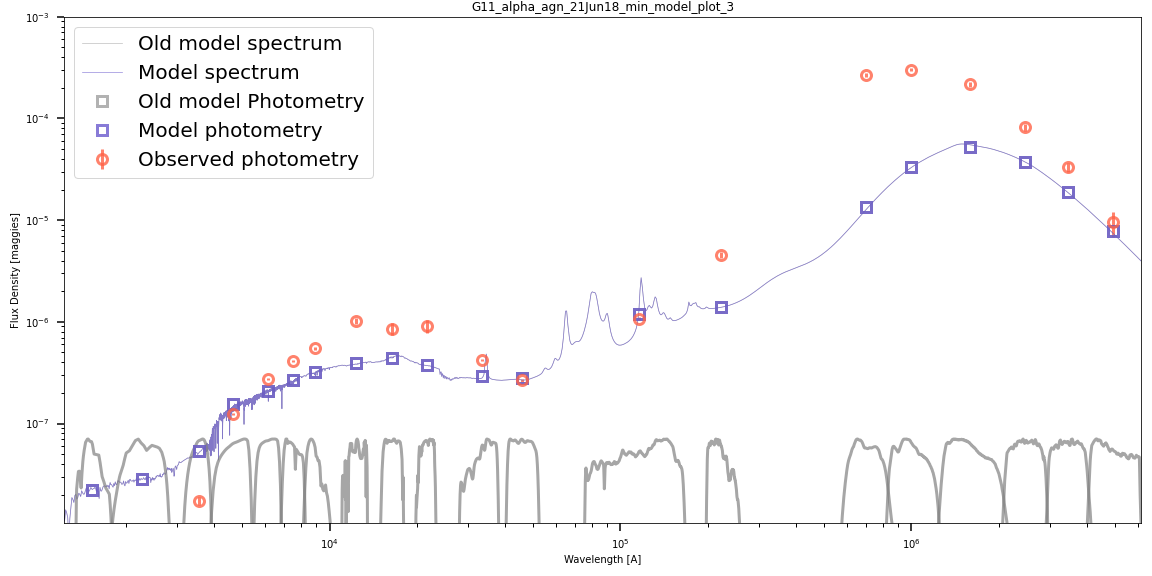 G11_alpha_agn_21Jun18_min_model_plot_3
Old model spectrum
Model spectrum
Old model Photometry
Model photometry
Observed photometry
Flux Density [maggies]
10⁻³
10⁻⁴
10⁻⁵
10⁻⁶
10⁻⁷
10⁴
10⁵
10⁶
Wavelength [A]